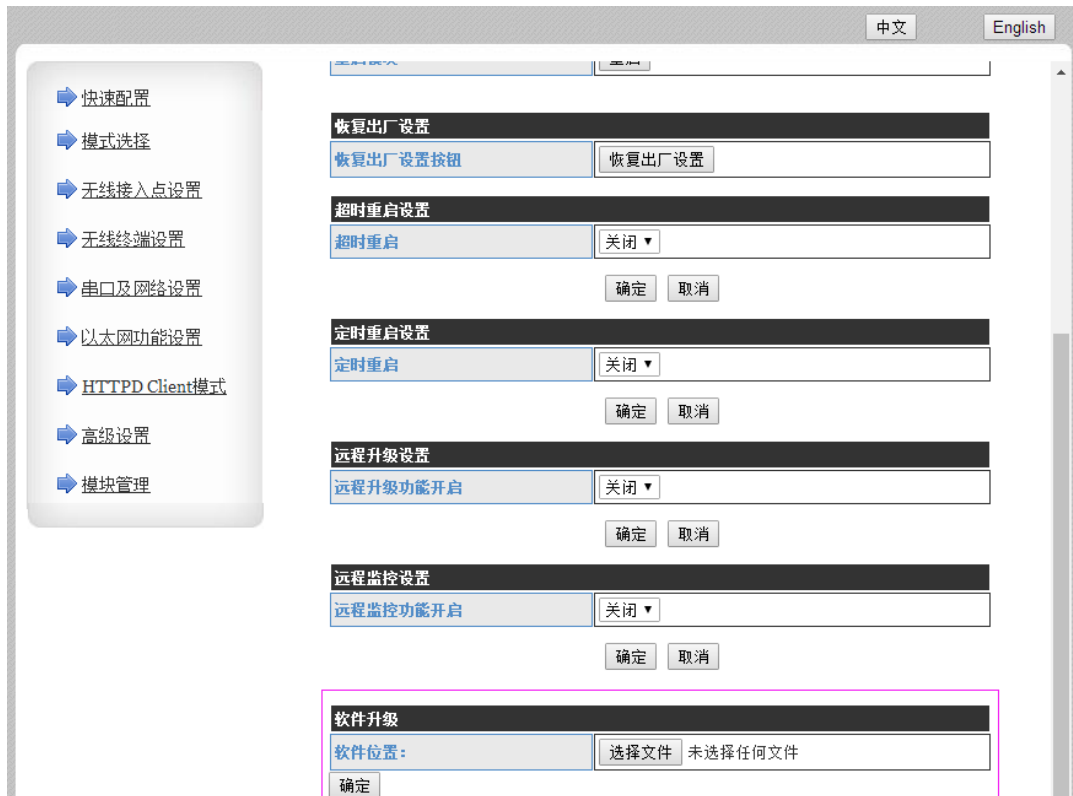 中文 English
快速配置
模式选择
无线接入点设置
无线终端设置
串口及网络设置
以太网功能设置
HTTPD Client模式
高级设置
模块管理
恢复出厂设置
恢复出厂设置按钮 恢复出厂设置
超时重启设置
超时重启 关闭
确定 取消
定时重启设置
定时重启 关闭
确定 取消
远程升级设置
远程升级功能开启 关闭
确定 取消
远程监控设置
远程监控功能开启 关闭
确定 取消
软件升级
软件位置: 选择文件 未选择任何文件
确定